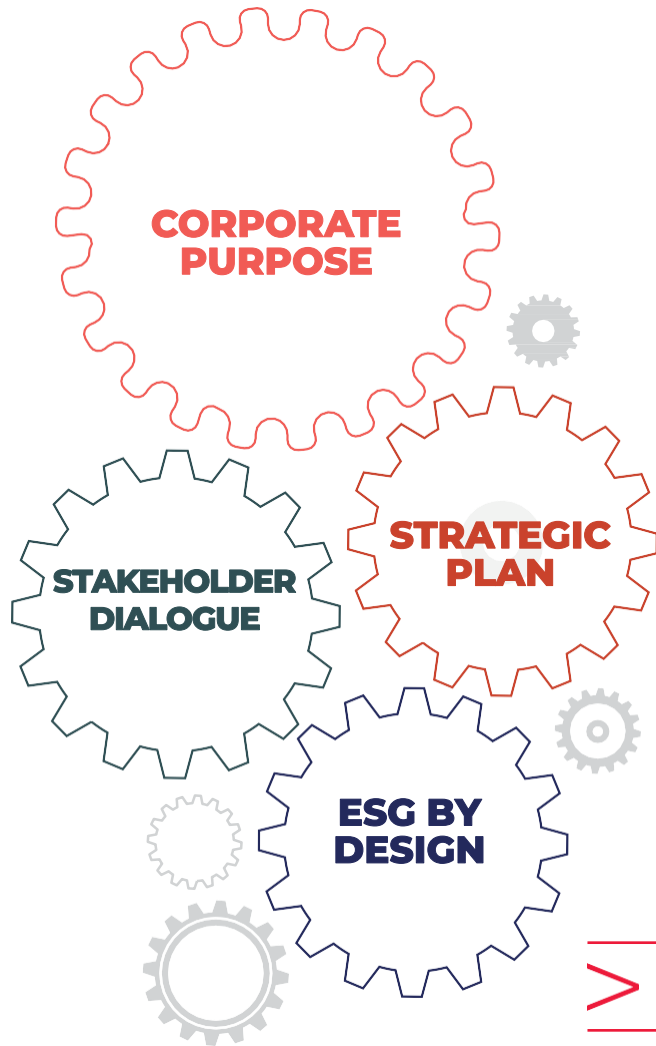 CORPORATE
PURPOSE
STRATEGIC
PLAN
STAKEHOLDER
DIALOGUE
ESG BY
DESIGN